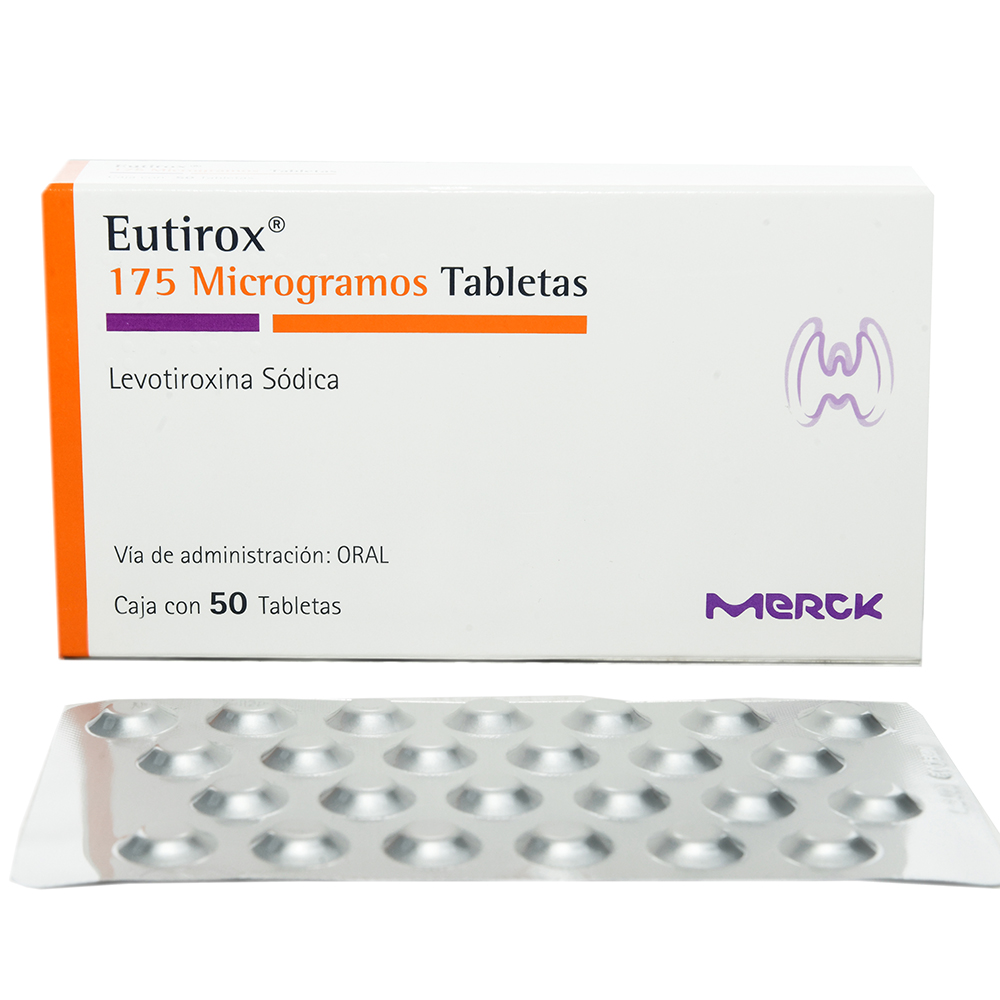 Eutirox®
175 Microgramos Tabletas
Levotiroxina Sódica
Vía de administración: ORAL
Caja con 50 Tabletas
MERCK